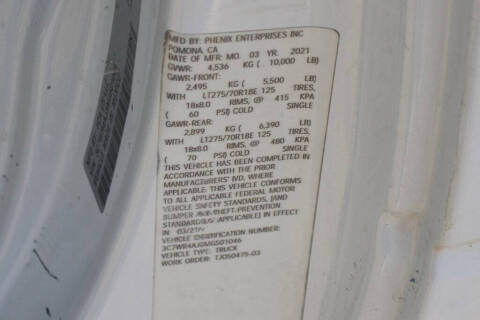 MFD BY: PHENIX ENTERPRISES INC
POMONA, CA
DATE OF MFR: MO. 03 YR. 2021
GVWR: 4,536 KG ( 10,000 LB)
GAWR-FRONT:
2,495 KG ( 5,500 LB)
WITH LT275/70R18E 125 TIRES,
18x8.0 RIMS, @ 415 KPA
( 60 PSI) COLD SINGLE
GAWR-REAR:
2,899 KG ( 6,390 LB)
WITH LT275/70R18E 125 TIRES,
18x8.0 RIMS, @ 480 KPA
( 70 PSI) COLD SINGLE
THIS VEHICLE HAS BEEN COMPLETED IN
ACCORDANCE WITH THE PRIOR
MANUFACTURERS' IVD, WHERE
APPLICABLE. THIS VEHICLE CONFORMS
TO ALL APPLICABLE FEDERAL MOTOR
VEHICLE SAFETY STANDARDS, [AND
BUMPER AND THEFT-PREVENTION
STANDARDS, IF APPLICABLE] IN EFFECT
IN 03/21
VEHICLE IDENTIFICATION NUMBER:
VEHICLE TYPE: TRUCK
WORK ORDER: TJ050475-03